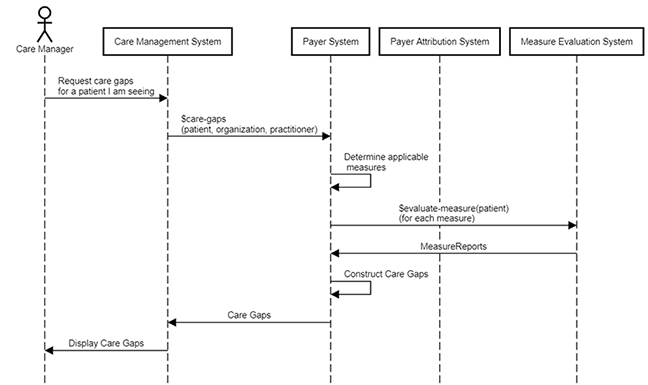 Care Manager
Care Management System
Payer System
Payer Attribution System
Measure Evaluation System
Request care gaps
for a patient I am seeing
$care-gaps
(patient, organization, practitioner)
Determine applicable
measures
$evaluate-measure(patient)
(for each measure)
MeasureReports
Construct Care Gaps
Care Gaps
Display Care Gaps